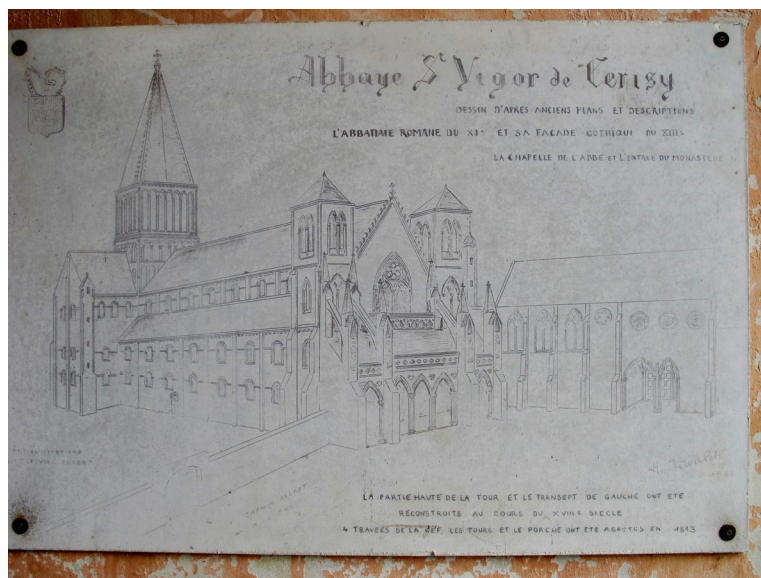 Abbaye St Vigor de Cerisy
DESSIN D'APRES ANCIENS PLANS ET DESCRIPTIONS
L'ABBATIALE ROMANE DU XIe ET SA FACADE GOTHIQUE DU XIIIe
LA CHAPELLE DE L'ABBE ET L'ENTREE DU MONASTERE
LA PARTIE HAUTE DE LA TOUR ET LE TRANSEPT DE GAUCHE ONT ETE
RECONSTRUITS AU COURS DU XVIIIE SIECLE
4 TRAVEES DE LA NEF, LES TOURS ET LE PORCHE ONT ETE ABATTUS EN 1813